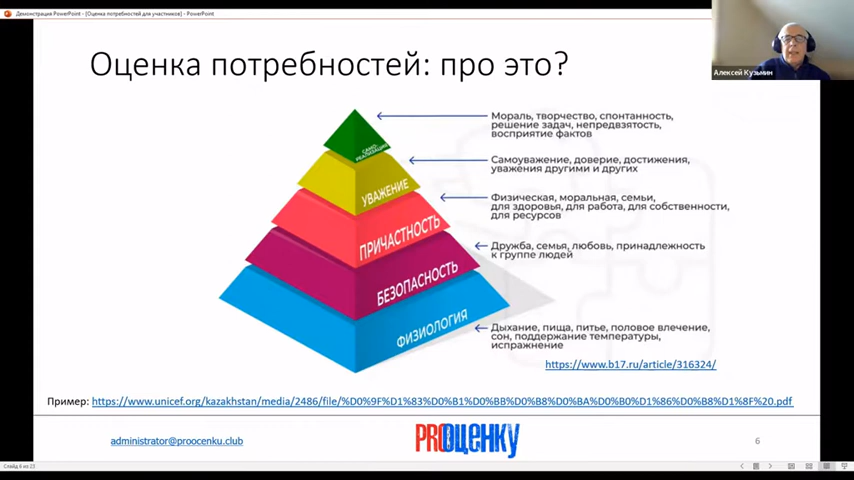 Демонстрация PowerPoint - [Оценка потребностей для участников] - PowerPoint
Алексей Кузьмин
Оценка потребностей: про это?
САМО-
РЕАЛИЗАЦИЯ
УВАЖЕНИЕ
ПРИЧАСТНОСТЬ
БЕЗОПАСНОСТЬ
ФИЗИОЛОГИЯ
Мораль, творчество, спонтанность,
решение задач, непредвзятость,
восприятие фактов
Самоуважение, доверие, достижения,
уважения другими и других
Физическая, моральная, семьи,
для здоровья, для работа, для собственности,
для ресурсов
Дружба, семья, любовь, принадлежность
к группе людей
Дыхание, пища, питье, половое влечение,
сон, поддержание температуры,
испражнение
https://www.b17.ru/article/316324/
Пример: https://www.unicef.org/kazakhstan/media/2486/file/%D0%9F%D1%83%D0%B1%D0%BB%D0%B8%D0%BA%D0%B0%D1%86%D0%B8%D1%8F%20.pdf
administrator@proocenku.club
PROОЦЕНКУ
6
Слайд 6 из 23